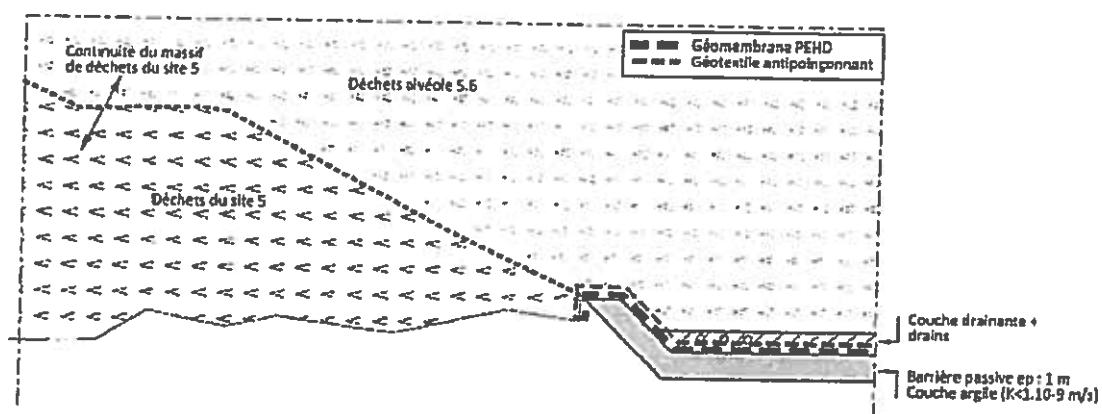 Continuité du massif
de déchets du site 5
Déchets alvéole 5.6
Géomembrane PEHD
Géotextile antipoinçonnant
Déchets du site 5
Couche drainante +
drains
Barrière passive ep : 1 m
Couche argile (K<1.10-9 m/s)